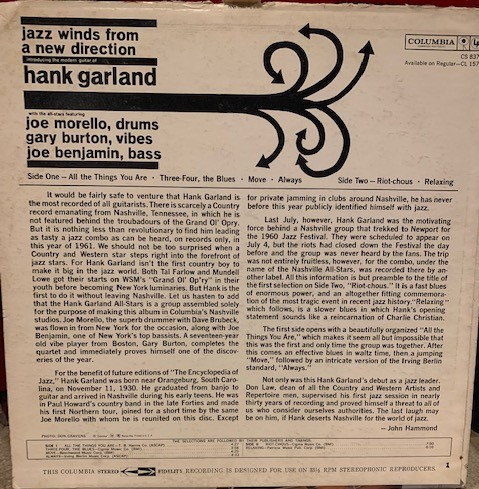 jazz winds from
a new direction
introducing the modern guitar of
hank garland
with the all-stars featuring
joe morello, drums
gary burton, vibes
joe benjamin, bass
COLUMBIA
CS 837
Available on Regular—CL 157
Side One — All the Things You Are • Three-Four, the Blues • Move • Always
Side Two — Riot-chous • Relaxing
It would be fairly safe to venture that Hank Garland is
the most recorded of all guitarists. There is scarcely a Country
record emanating from Nashville, Tennessee, in which he is
not featured behind the troubadours of the Grand Ol' Opry.
But it is nothing less than revolutionary to find him leading
as tasty a jazz combo as can be heard, on records only, in
this year of 1961. We should not be too surprised when a
Country and Western star steps right into the forefront of
jazz stars. For Hank Garland isn't the first country boy to
make it big in the jazz world. Both Tal Farlow and Mundell
Lowe got their starts on WSM's "Grand Ol' Op'ry" in their
youth before becoming New York luminaries. But Hank is the
first to do it without leaving Nashville. Let us hasten to add
that the Hank Garland All-Stars is a group assembled solely
for the purpose of making this album in Columbia's Nashville
studios. Joe Morello, the superb drummer with Dave Brubeck,
was flown in from New York for the occasion, along with Joe
Benjamin, one of New York's top bassists. A seventeen-year
old vibe player from Boston, Gary Burton, completes the
quartet and immediately proves himself one of the discov-
eries of the year.
For the benefit of future editions of "The Encyclopedia of
Jazz," Hank Garland was born near Orangeburg, South Caro-
lina, on November 11, 1930. He graduated from banjo to
guitar and arrived in Nashville during his early teens. He was
in Paul Howard's country band in the late Forties and made
his first Northern tour, joined for a short time by the same
Joe Morello with whom he is reunited on this disc. Except
for private jamming in clubs around Nashville, he has never
before this year publicly identified himself with jazz.
Last July, however, Hank Garland was the motivating
force behind a Nashville group that trekked to Newport for
the 1960 Jazz Festival. They were scheduled to appear on
July 4, but the riots had closed down the Festival the day
before and the group was never heard by the fans. The trip
was not entirely fruitless, however, for the combo, under the
name of the Nashville All Stars, was recorded there by an-
other label. All this information is but preamble to the title of
the first selection on Side Two, "Riot-chous." It is a fast blues
of enormous power, and an altogether fitting commemora-
tion of the most tragic event in recent jazz history. "Relaxing"
which follows, is a slower blues in which Hank's opening
statement sounds like a reincarnation of Charlie Christian.
The first side opens with a beautifully organized "All the
Things You Are," which makes it seem all but impossible that
this was the first and only time the group was together. After
this comes an effective blues in waltz time, then a jumping
"Move," followed by an intricate version of the Irving Berlin
standard, "Always."
Not only was this Hank Garland's debut as a jazz leader.
Don Law, dean of all the Country and Western Artists and
Repertoire men, supervised his first jazz session in nearly
thirty years of recording and proved himself a threat to all of
us who consider ourselves authorities. The last laugh may
be on him, if Hank deserts Nashville for the world of jazz.
— John Hammond
THE SELECTIONS ARE FOLLOWED BY THEIR PUBLISHERS AND TIMINGS:
THIS COLUMBIA STEREO FIDELITY RECORDING IS DESIGNED FOR USE ON 33⅓ RPM STEREOPHONIC REPRODUCERS.
1